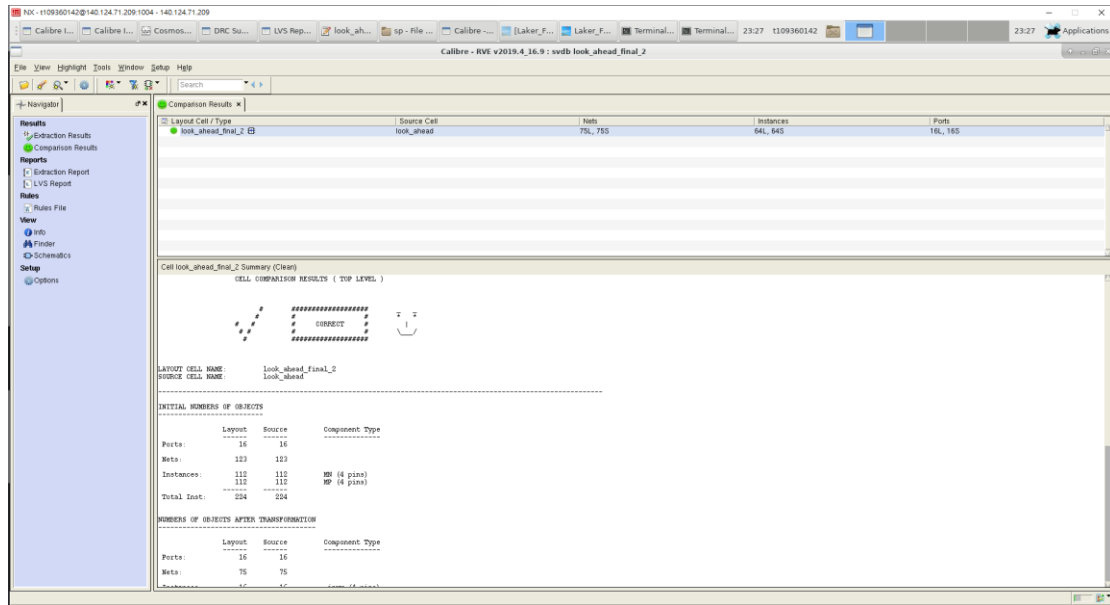 NX - t109360142@140.124.71.209:1004 - 140.124.71.209
Calibre I... Calibre I... Cosmos... DRC Su... LVS Rep... look_ah... sp - File ... Calibre -... [Laker_F... Laker_F... Terminal... Terminal... 23:27 t109360142 23:27 Applications
Calibre - RVE v2019.4_16.9 : svdb look_ahead_final_2
File View Highlight Tools Window Setup Help
Search
Navigator
Comparison Results
Results
Extraction Results
Comparison Results
Reports
Extraction Report
LVS Report
Rules
Rules File
View
Info
Finder
Schematics
Setup
Options
Layout Cell / Type Source Cell Nets Instances Ports
look_ahead_final_2 look_ahead 75L, 75S 64L, 64S 16L, 16S
Cell look_ahead_final_2 Summary (Clean)
CELL COMPARISON RESULTS ( TOP LEVEL )
# ################### _ _
# # # * *
# # # CORRECT # |
# # # # \___/
# ###################
LAYOUT CELL NAME: look_ahead_final_2
SOURCE CELL NAME: look_ahead
INITIAL NUMBERS OF OBJECTS
Layout Source Component Type
Ports: 16 16
Nets: 123 123
Instances: 112 112 MN (4 pins)
112 112 MP (4 pins)
Total Inst: 224 224
NUMBERS OF OBJECTS AFTER TRANSFORMATION
Layout Source Component Type
Ports: 16 16
Nets: 75 75